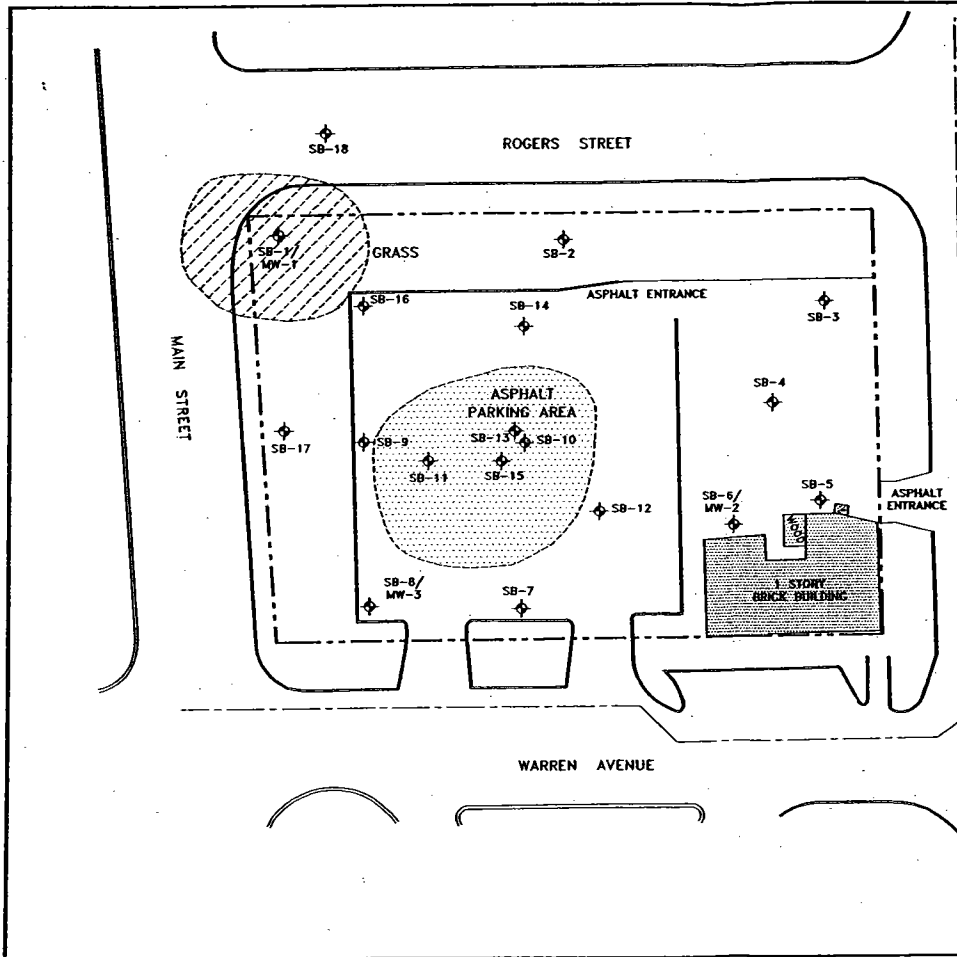 ROGERS STREET
SB-18
SB-1/
MW-1
GRASS
SB-2
SB-16
SB-14
ASPHALT ENTRANCE
SB-3
MAIN STREET
SB-4
ASPHALT
PARKING AREA
SB-17
SB-9
SB-13
SB-10
SB-11
SB-15
SB-12
SB-6/
MW-2
SB-5
ASPHALT
ENTRANCE
WOOD
1 STORY
BRICK BUILDING
SB-8/
MW-3
SB-7
WARREN AVENUE